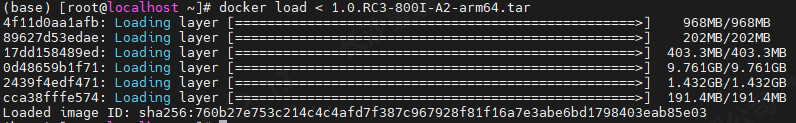 (base) [root@localhost ~]# docker load < 1.0.RC3-800I-A2-arm64.tar
4f11d0aa1afb: Loading layer [==================================================>]     968MB/968MB
89627d53edae: Loading layer [==================================================>]     202MB/202MB
17dd158489ed: Loading layer [==================================================>]   403.3MB/403.3MB
0d48659b1f71: Loading layer [==================================================>]   9.761GB/9.761GB
2439f4edf471: Loading layer [==================================================>]   1.432GB/1.432GB
cca38fffe574: Loading layer [==================================================>]   191.4MB/191.4MB
Loaded image ID: sha256:760b27e753c214c4c4afd7f387c967928f81f16a7e3abe6bd1798403eab85e03